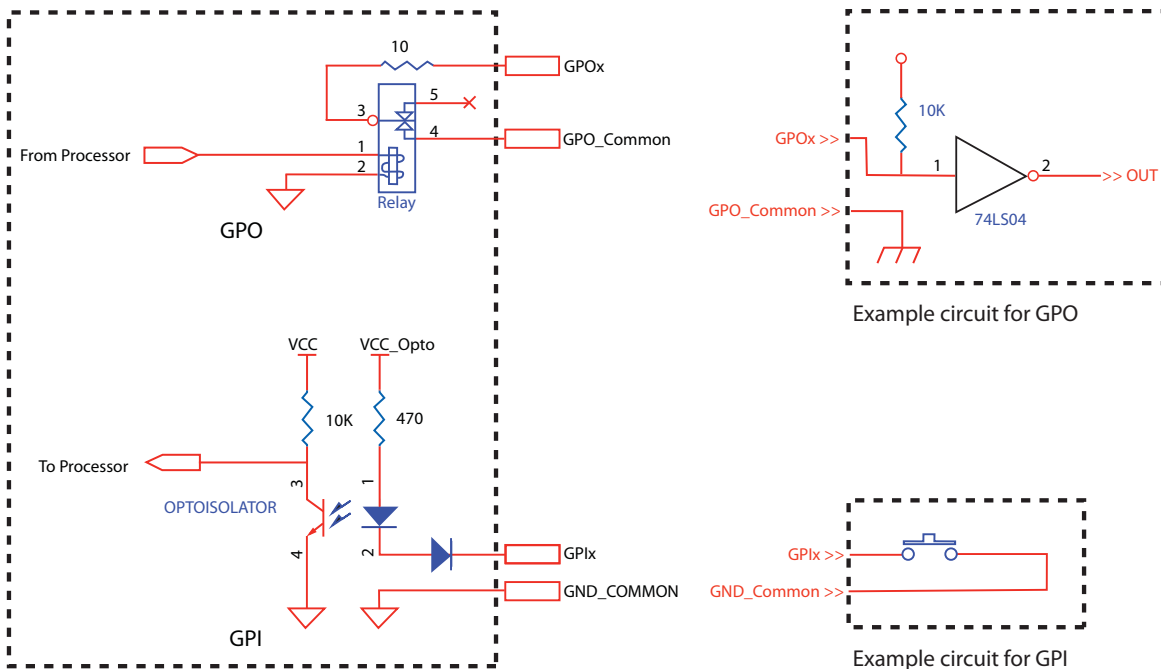 10
GPOx
5
3
4
GPO_Common
From Processor
1
2
Relay
GPO
10K
GPOx >>
1
2
>> OUT
GPO_Common >>
74LS04
Example circuit for GPO
VCC
VCC_Opto
10K
470
To Processor
3
1
OPTOISOLATOR
4
2
GPIx
GND_COMMON
GPI
GPIx >>
GND_Common >>
Example circuit for GPI